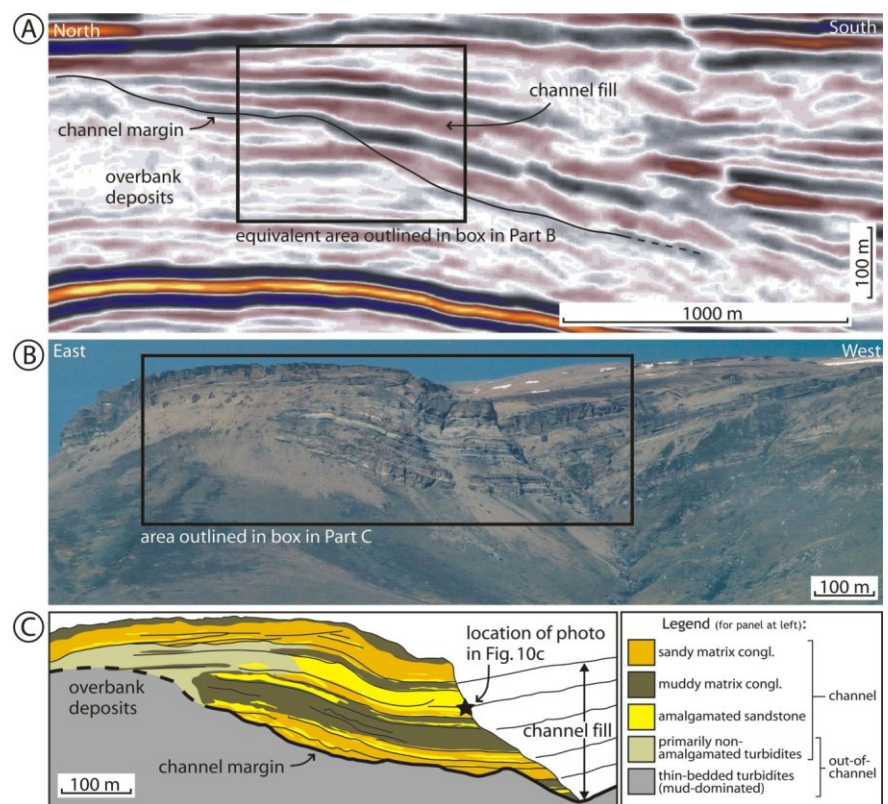 A
North
South
channel fill
channel margin
overbank
deposits
equivalent area outlined in box in Part B
100 m
1000 m
B
East
West
area outlined in box in Part C
100 m
C
location of photo
in Fig. 10c
overbank
deposits
channel fill
channel margin
100 m
Legend (for panel at left):
sandy matrix congl.
muddy matrix congl.
amalgamated sandstone
primarily non-
amalgamated turbidites
thin-bedded turbidites
(mud-dominated)
channel
out-of-
channel